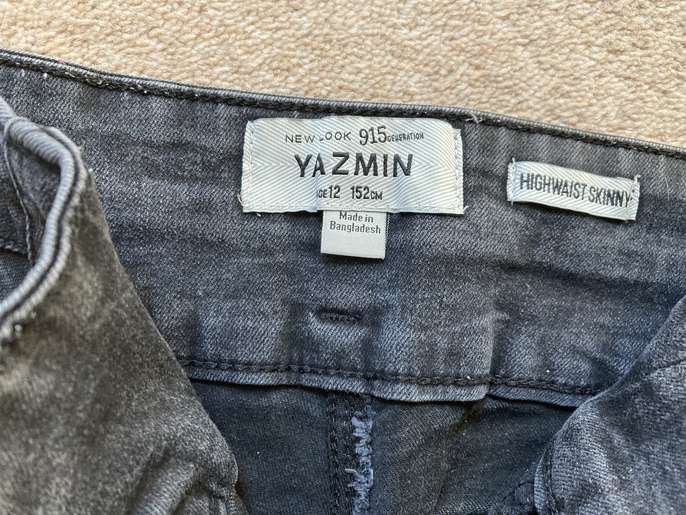 NEW LOOK 915 GENERATION
YAZMIN
AGE 12 152CM
Made in
Bangladesh
HIGHWAIST SKINNY